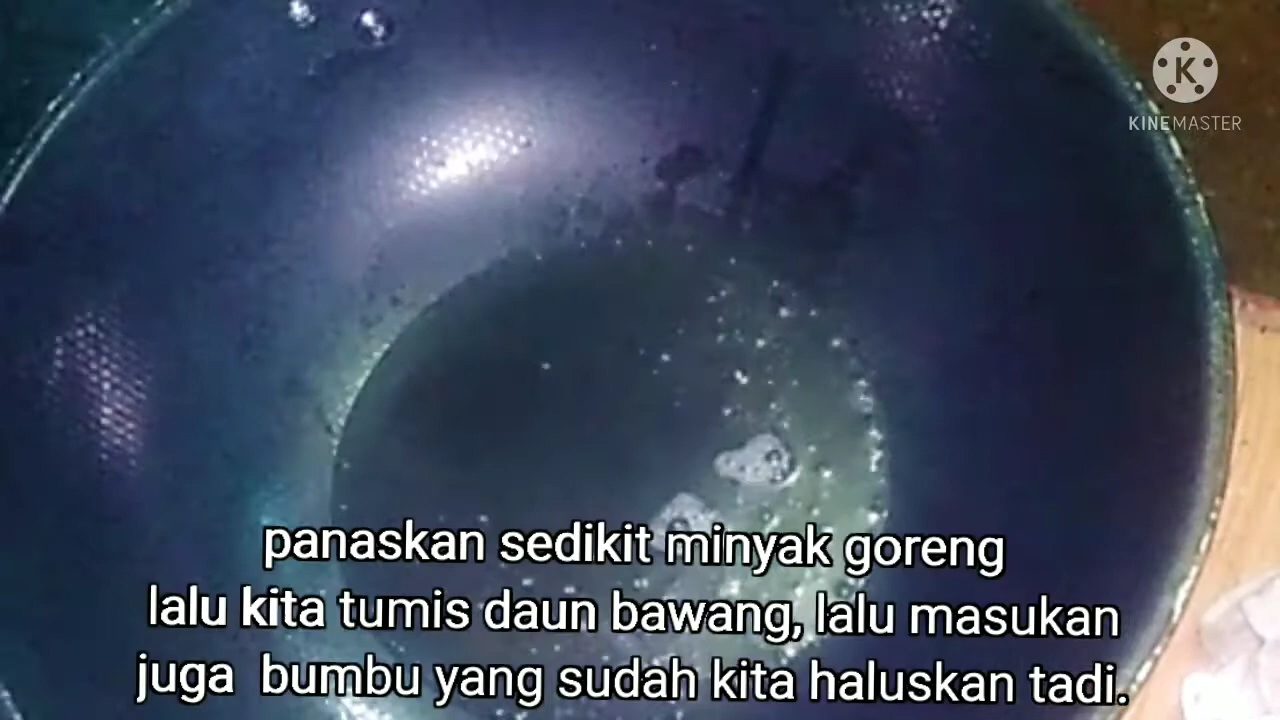 K
KINEMASTER
panaskan sedikit minyak goreng
lalu kita tumis daun bawang, lalu masukan
juga bumbu yang sudah kita haluskan tadi.